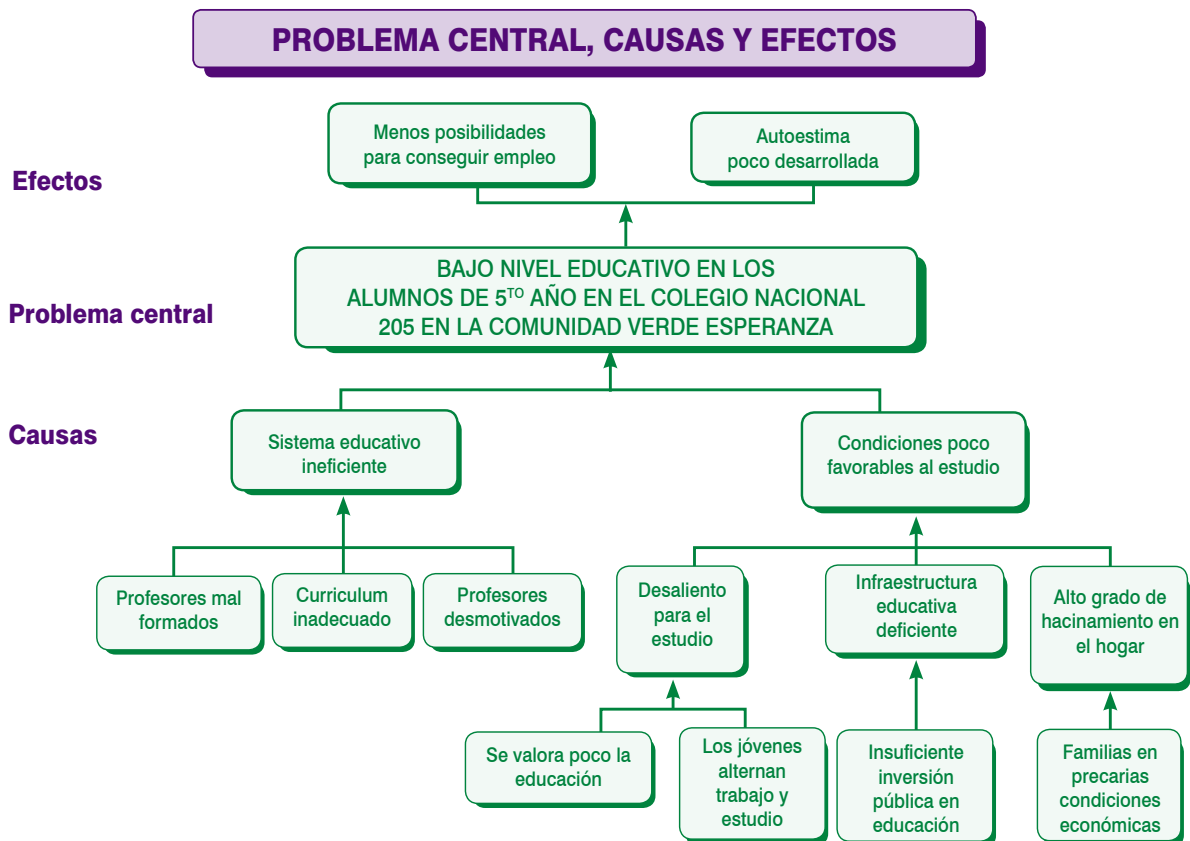 PROBLEMA CENTRAL, CAUSAS Y EFECTOS
Menos posibilidades
para conseguir empleo
Autoestima
poco desarrollada
Efectos
BAJO NIVEL EDUCATIVO EN LOS
ALUMNOS DE 5TO AÑO EN EL COLEGIO NACIONAL
205 EN LA COMUNIDAD VERDE ESPERANZA
Problema central
Causas
Sistema educativo
ineficiente
Condiciones poco
favorables al estudio
Profesores mal
formados
Curriculum
inadecuado
Profesores
desmotivados
Desaliento
para el
estudio
Infraestructura
educativa
deficiente
Alto grado de
hacinamiento en
el hogar
Se valora poco la
educación
Los jóvenes
alternan
trabajo y
estudio
Insuficiente
inversión
pública en
educación
Familias en
precarias
condiciones
económicas